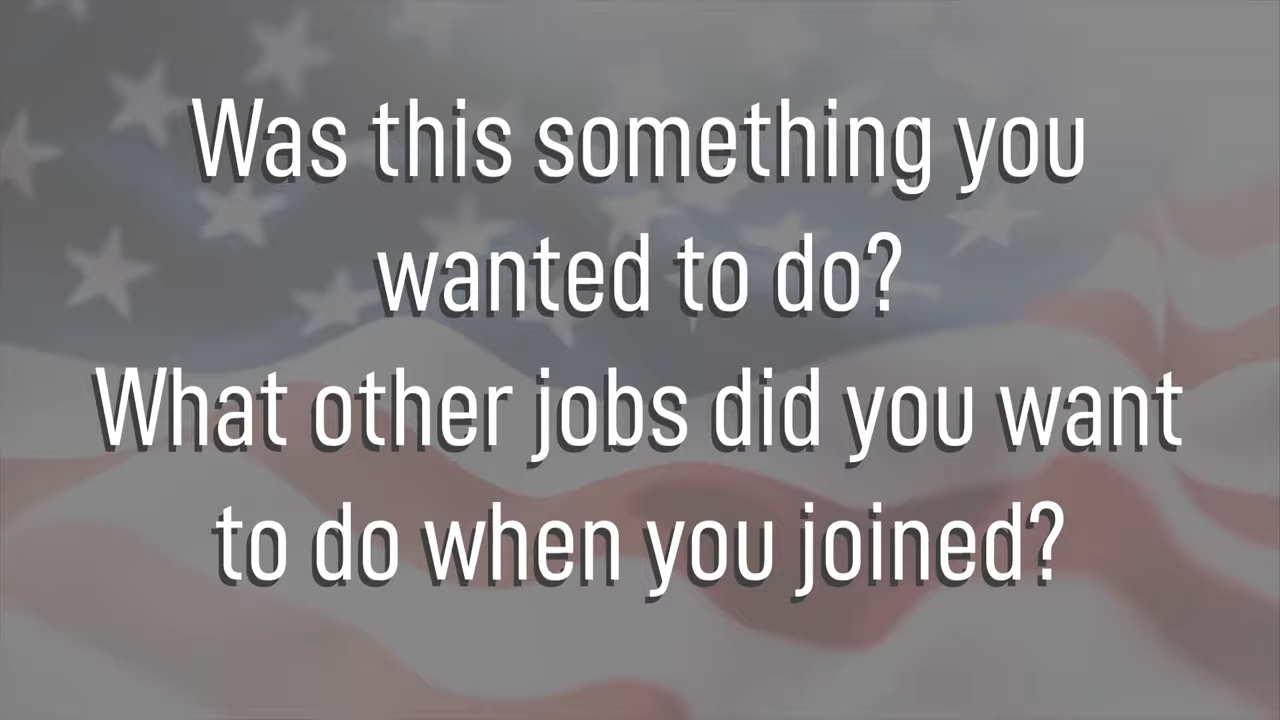 Was this something you
wanted to do?
What other jobs did you want
to do when you joined?